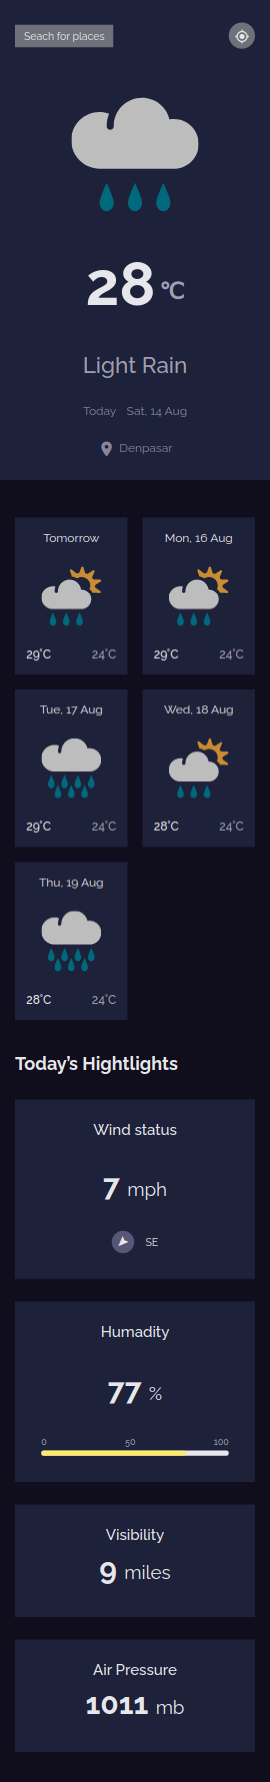 Seach for places
28 °C
Light Rain
Today Sat, 14 Aug
Denpasar
Tomorrow
29°C 24°C
Mon, 16 Aug
29°C 24°C
Tue, 17 Aug
29°C 24°C
Wed, 18 Aug
28°C 24°C
Thu, 19 Aug
28°C 24°C
Today's Hightlights
Wind status
7 mph
SE
Humadity
77 %
0 50 100
Visibility
9 miles
Air Pressure
1011 mb